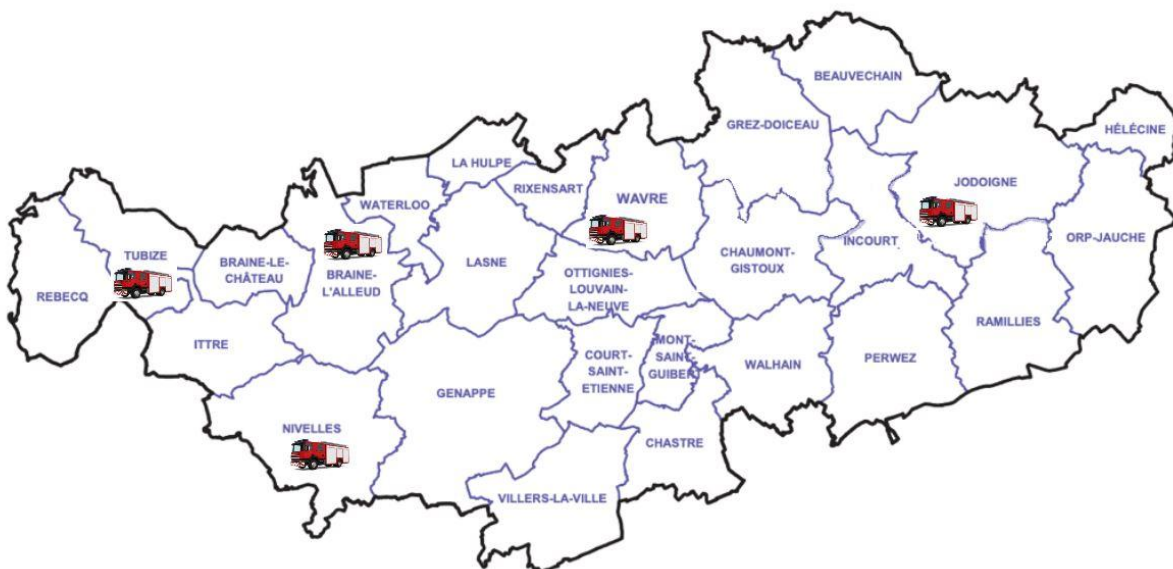 BEAUVECHAIN
GREZ-DOICEAU
HÉLÉCINE
LA HULPE
RIXENSART
WAVRE
JODOIGNE
WATERLOO
INCOURT
ORP-JAUCHE
TUBIZE
BRAINE-LE-
CHÂTEAU
BRAINE-
L'ALLEUD
LASNE
CHAUMONT-
GISTOUX
OTTIGNIES-
LOUVAIN-
LA-NEUVE
REBECQ
RAMILLIES
ITTRE
COURT-
SAINT-
ETIENNE
MONT-
SAINT-
GUIBER
WALHAIN
PERWEZ
GENAPPE
NIVELLES
CHASTRE
VILLERS-LA-VILLE